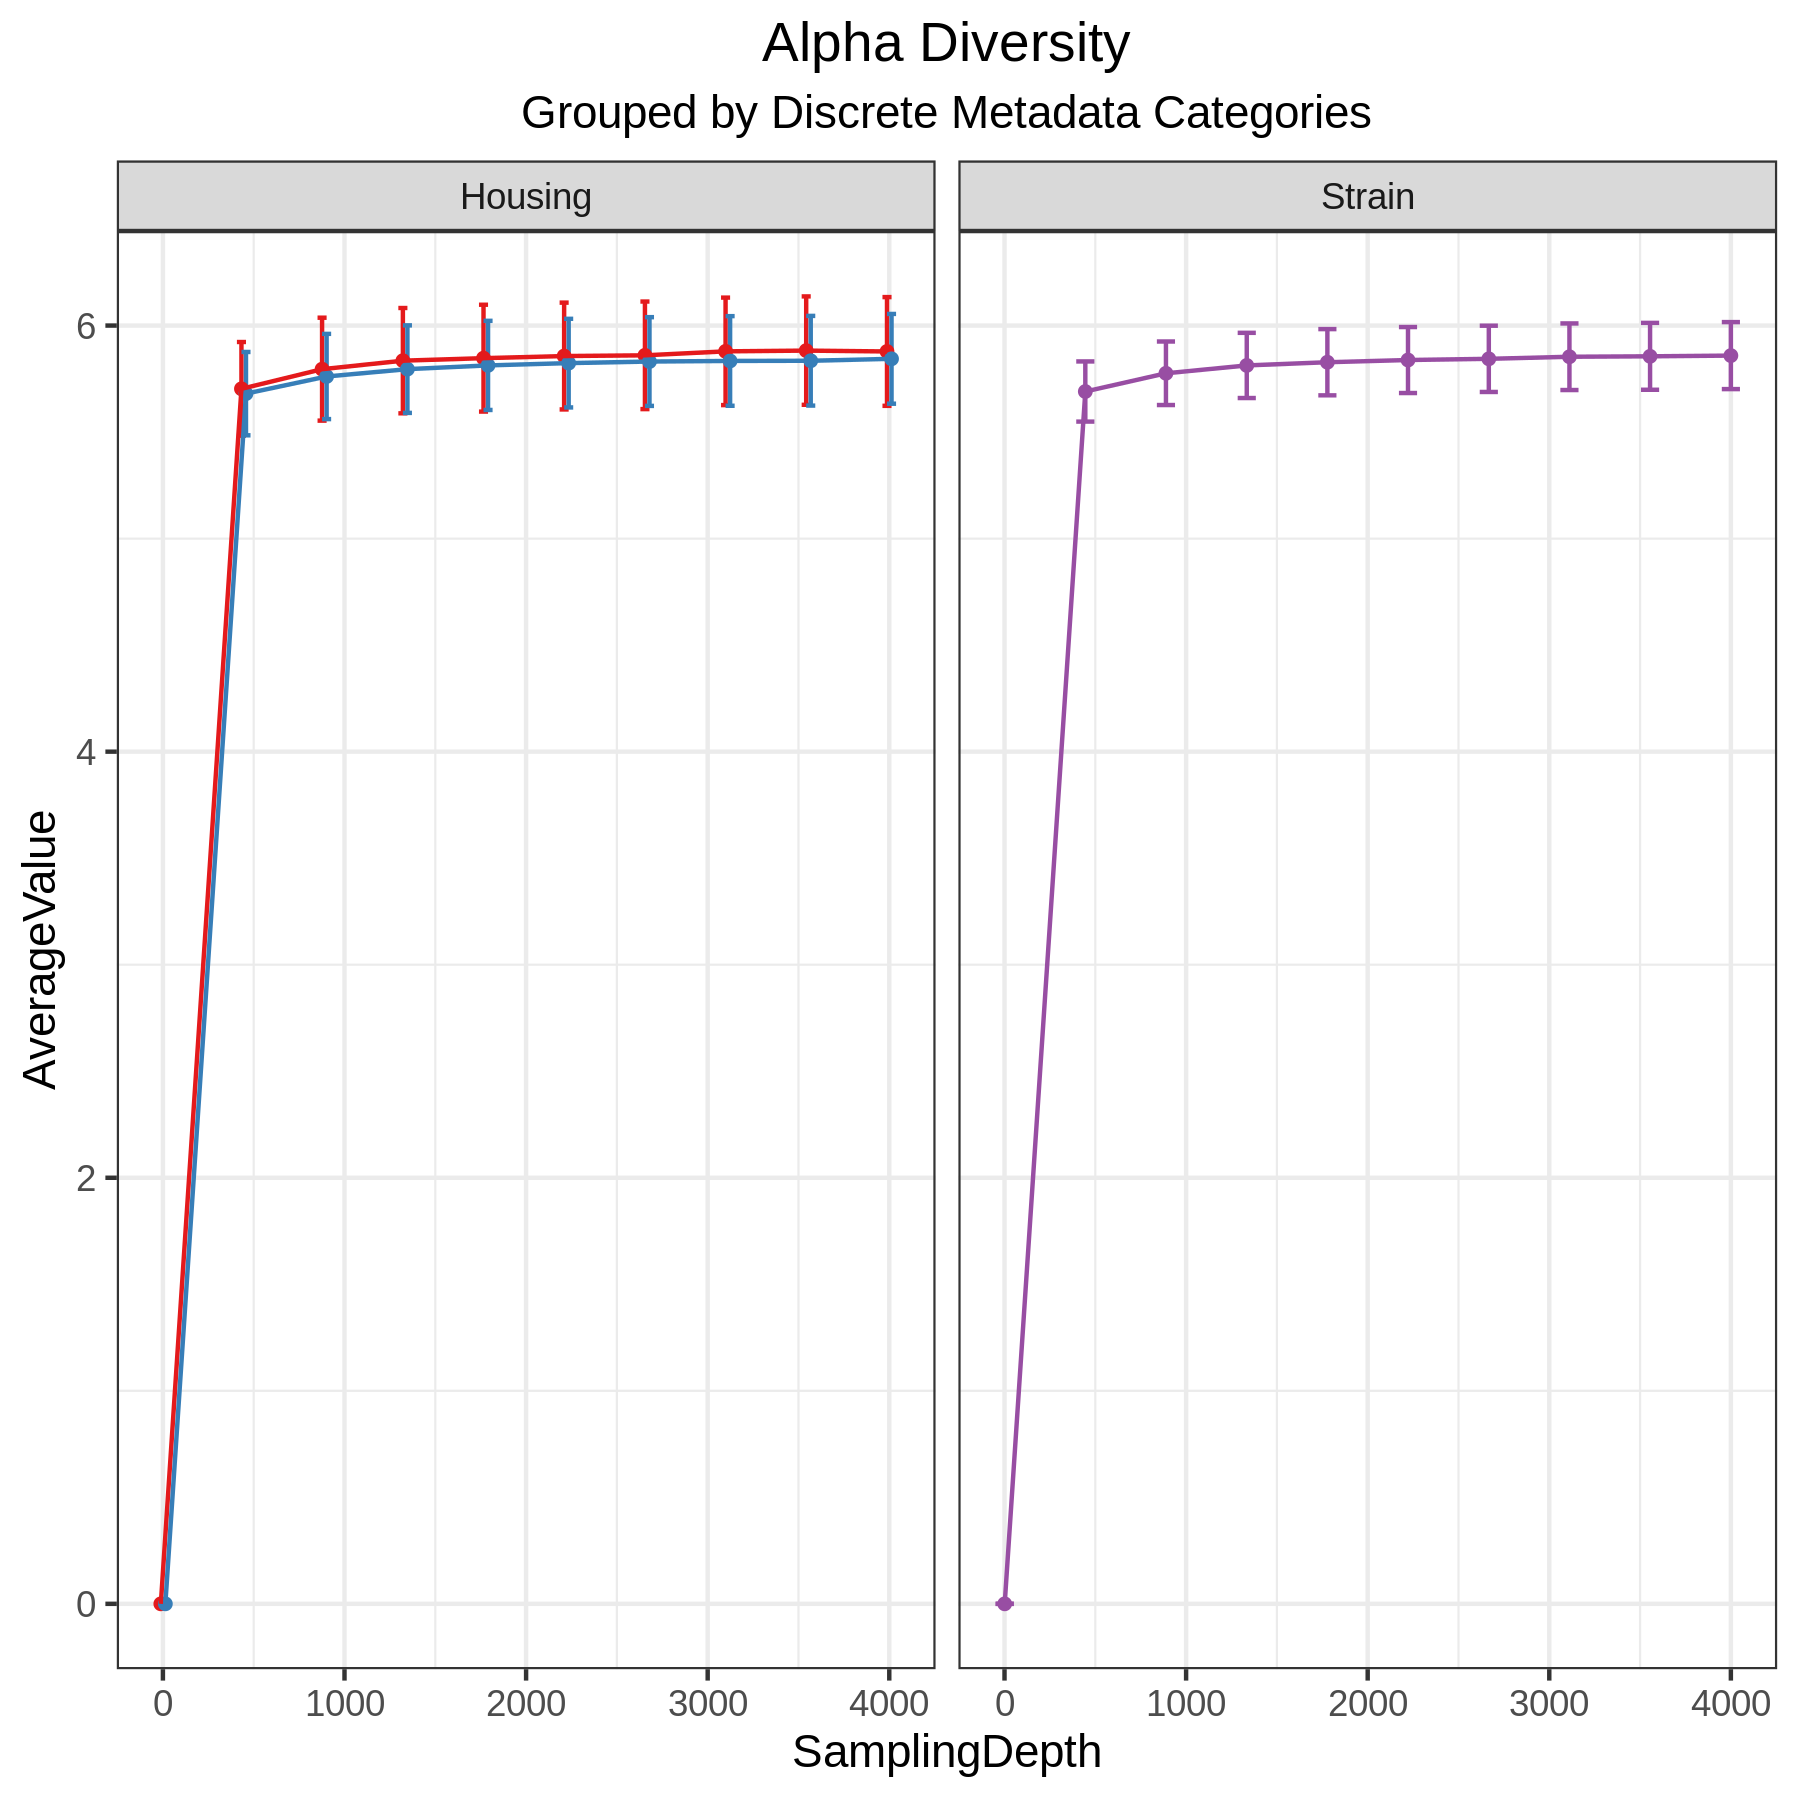 Alpha Diversity
Grouped by Discrete Metadata Categories
Housing
Strain
6
4
2
0
AverageValue
0 1000 2000 3000 4000
0 1000 2000 3000 4000
SamplingDepth